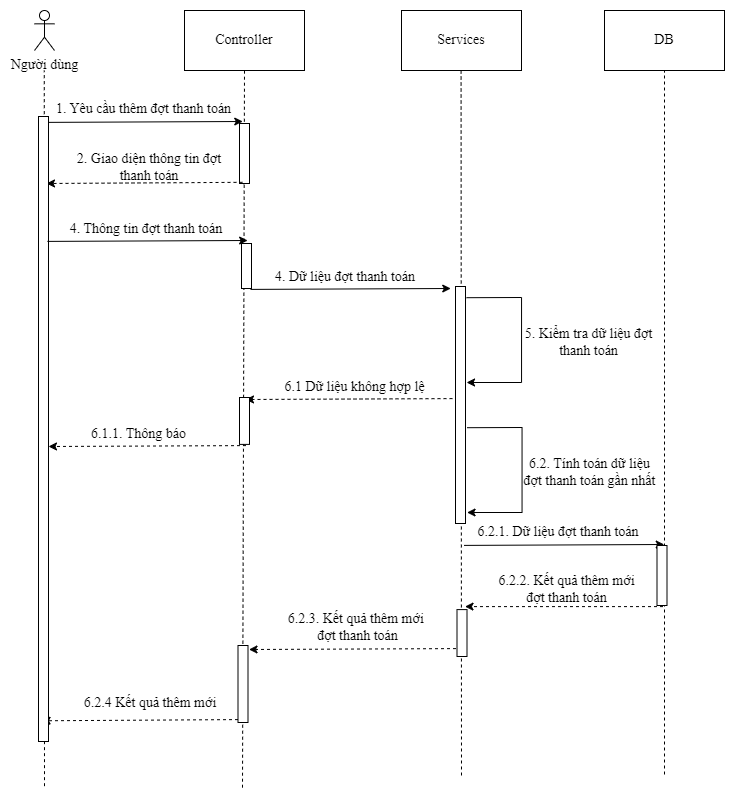 Controller
Services
DB
Người dùng
1. Yêu cầu thêm đợt thanh toán
2. Giao diện thông tin đợt
thanh toán
4. Thông tin đợt thanh toán
4. Dữ liệu đợt thanh toán
5. Kiểm tra dữ liệu đợt
thanh toán
6.1 Dữ liệu không hợp lệ
6.1.1. Thông báo
6.2. Tính toán dữ liệu
đợt thanh toán gần nhất
6.2.1. Dữ liệu đợt thanh toán
6.2.2. Kết quả thêm mới
đợt thanh toán
6.2.3. Kết quả thêm mới
đợt thanh toán
6.2.4 Kết quả thêm mới